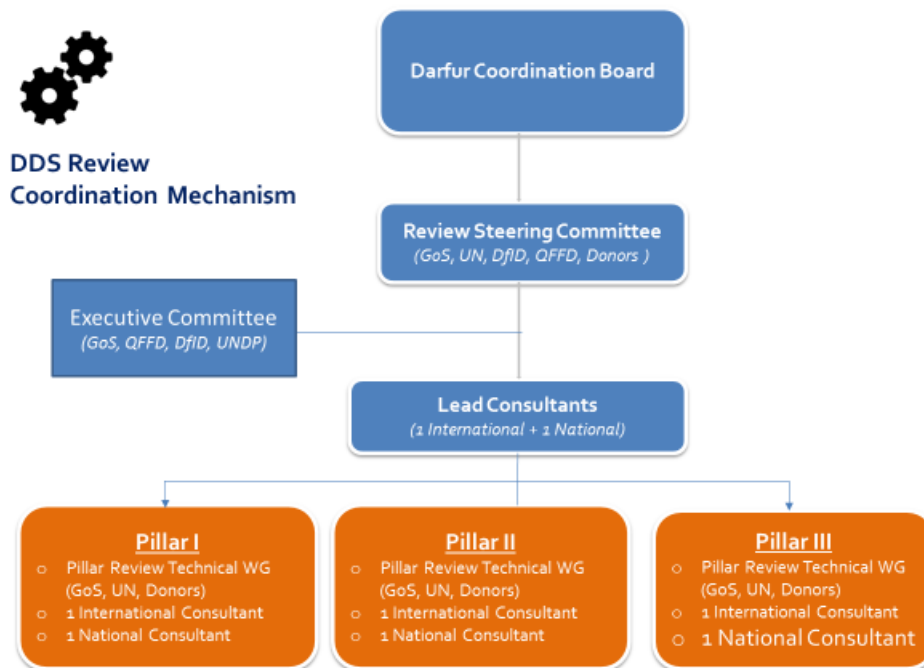 Darfur Coordination Board
DDS Review
Coordination Mechanism
Review Steering Committee
(GoS, UN, DfID, QFFD, Donors )
Executive Committee
(GoS, QFFD, DfID, UNDP)
Lead Consultants
(1 International + 1 National)
Pillar I
o Pillar Review Technical WG
(GoS, UN, Donors)
o 1 International Consultant
o 1 National Consultant
Pillar II
o Pillar Review Technical WG
(GoS, UN, Donors)
o 1 International Consultant
o 1 National Consultant
Pillar III
o Pillar Review Technical WG
(GoS, UN, Donors)
o 1 International Consultant
o 1 National Consultant